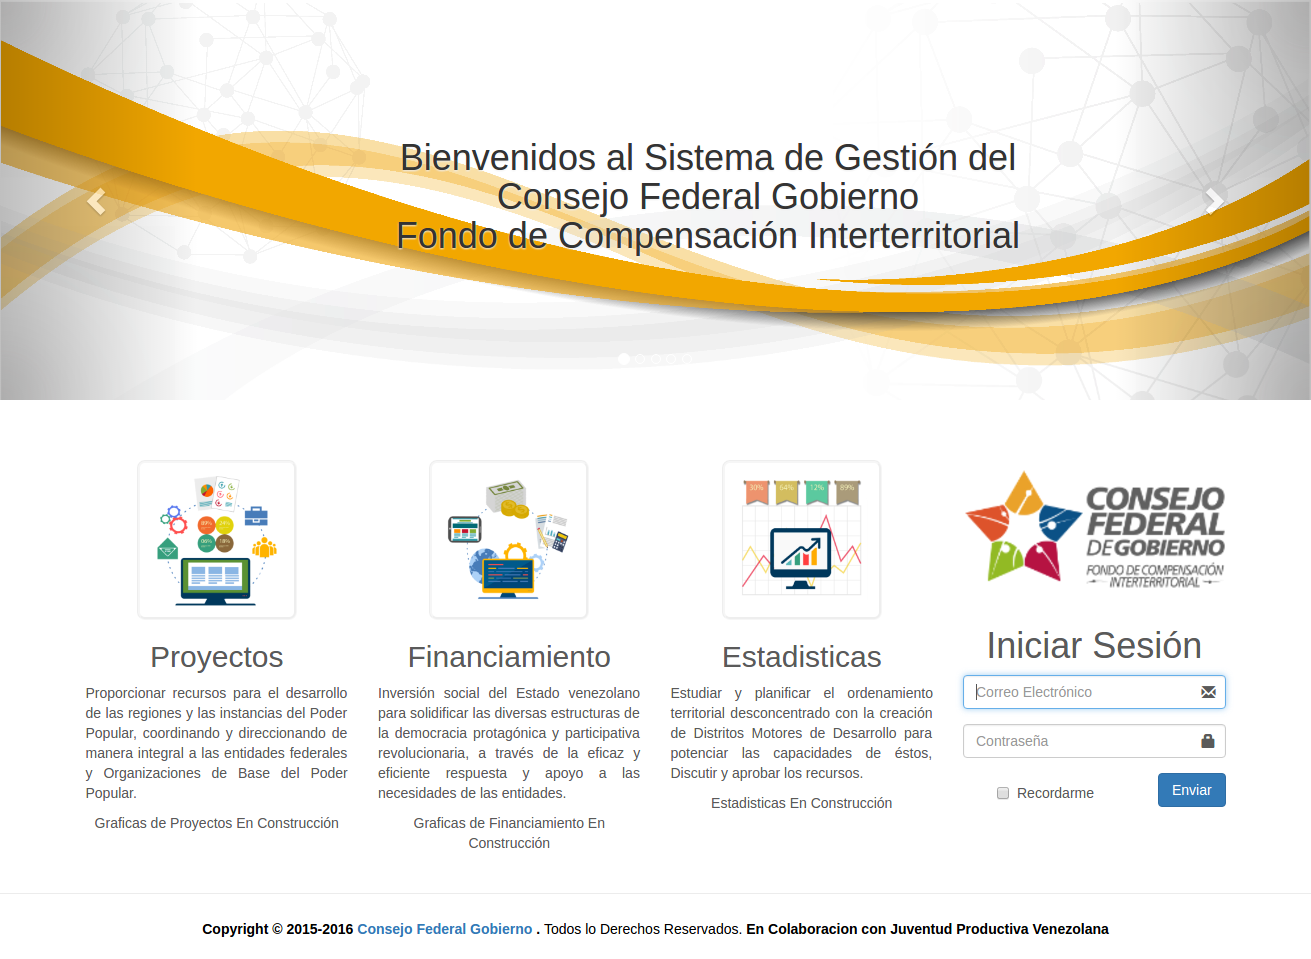 Bienvenidos al Sistema de Gestión del
Consejo Federal Gobierno
Fondo de Compensación Interterritorial
30%
64%
12%
89%
CONSEJO
FEDERAL
DE GOBIERNO
FONDO DE COMPENSACIÓN
INTERTERRITORIAL
Proyectos
Proporcionar recursos para el desarrollo
de las regiones y las instancias del Poder
Popular, coordinando y direccionando de
manera integral a las entidades federales
y Organizaciones de Base del Poder
Popular.
Graficas de Proyectos En Construcción
Financiamiento
Inversión social del Estado venezolano
para solidificar las diversas estructuras de
la democracia protagónica y participativa
revolucionaria, a través de la eficaz y
eficiente respuesta y apoyo a las
necesidades de las entidades.
Graficas de Financiamiento En
Construcción
Estadisticas
Estudiar y planificar el ordenamiento
territorial desconcentrado con la creación
de Distritos Motores de Desarrollo para
potenciar las capacidades de éstos,
Discutir y aprobar los recursos.
Estadisticas En Construcción
Iniciar Sesión
Correo Electrónico
Contraseña
Recordarme
Enviar
Copyright © 2015-2016 Consejo Federal Gobierno . Todos lo Derechos Reservados. En Colaboracion con Juventud Productiva Venezolana